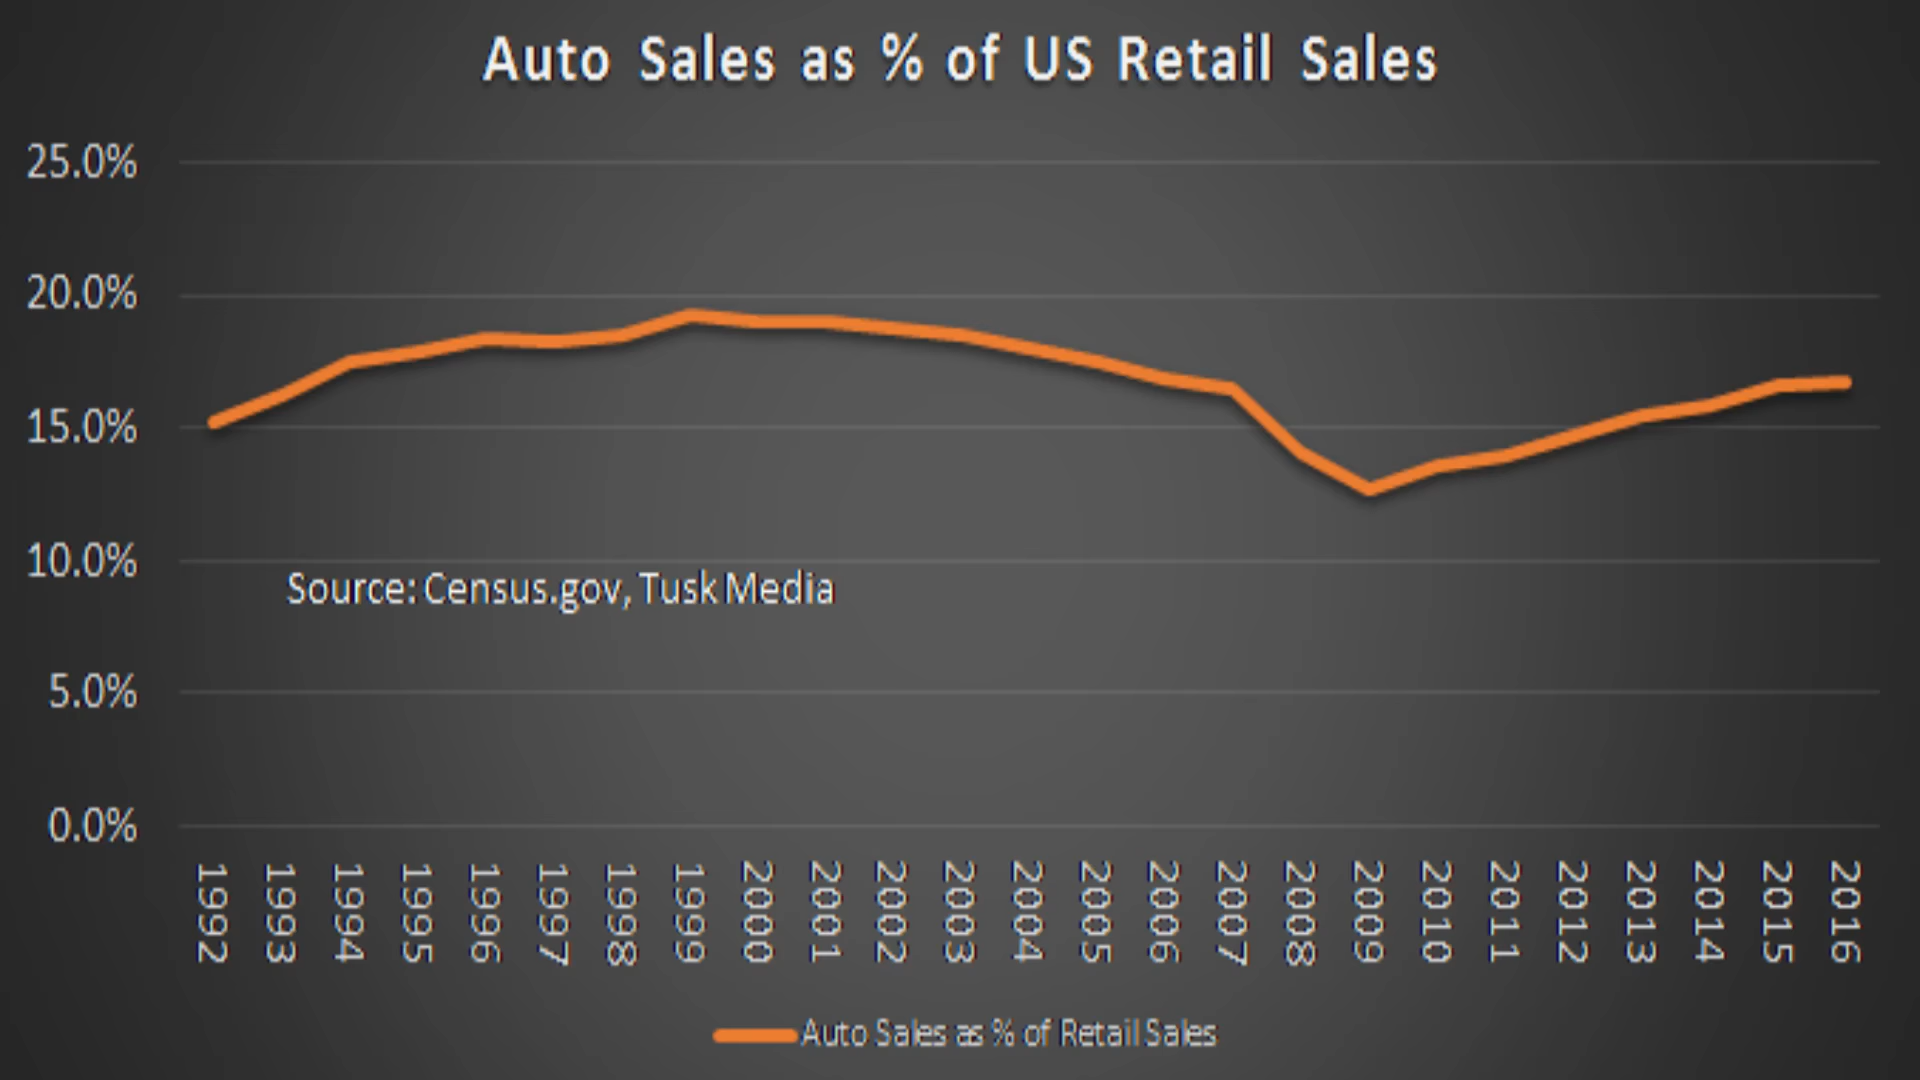 Auto Sales as % of US Retail Sales
25.0%
20.0%
15.0%
10.0%
Source: Census.gov, Tusk Media
5.0%
0.0%
1992 1993 1994 1995 1996 1997 1998 1999 2000 2001 2002 2003 2004 2005 2006 2007 2008 2009 2010 2011 2012 2013 2014 2015 2016
Auto Sales as % of Retail Sales